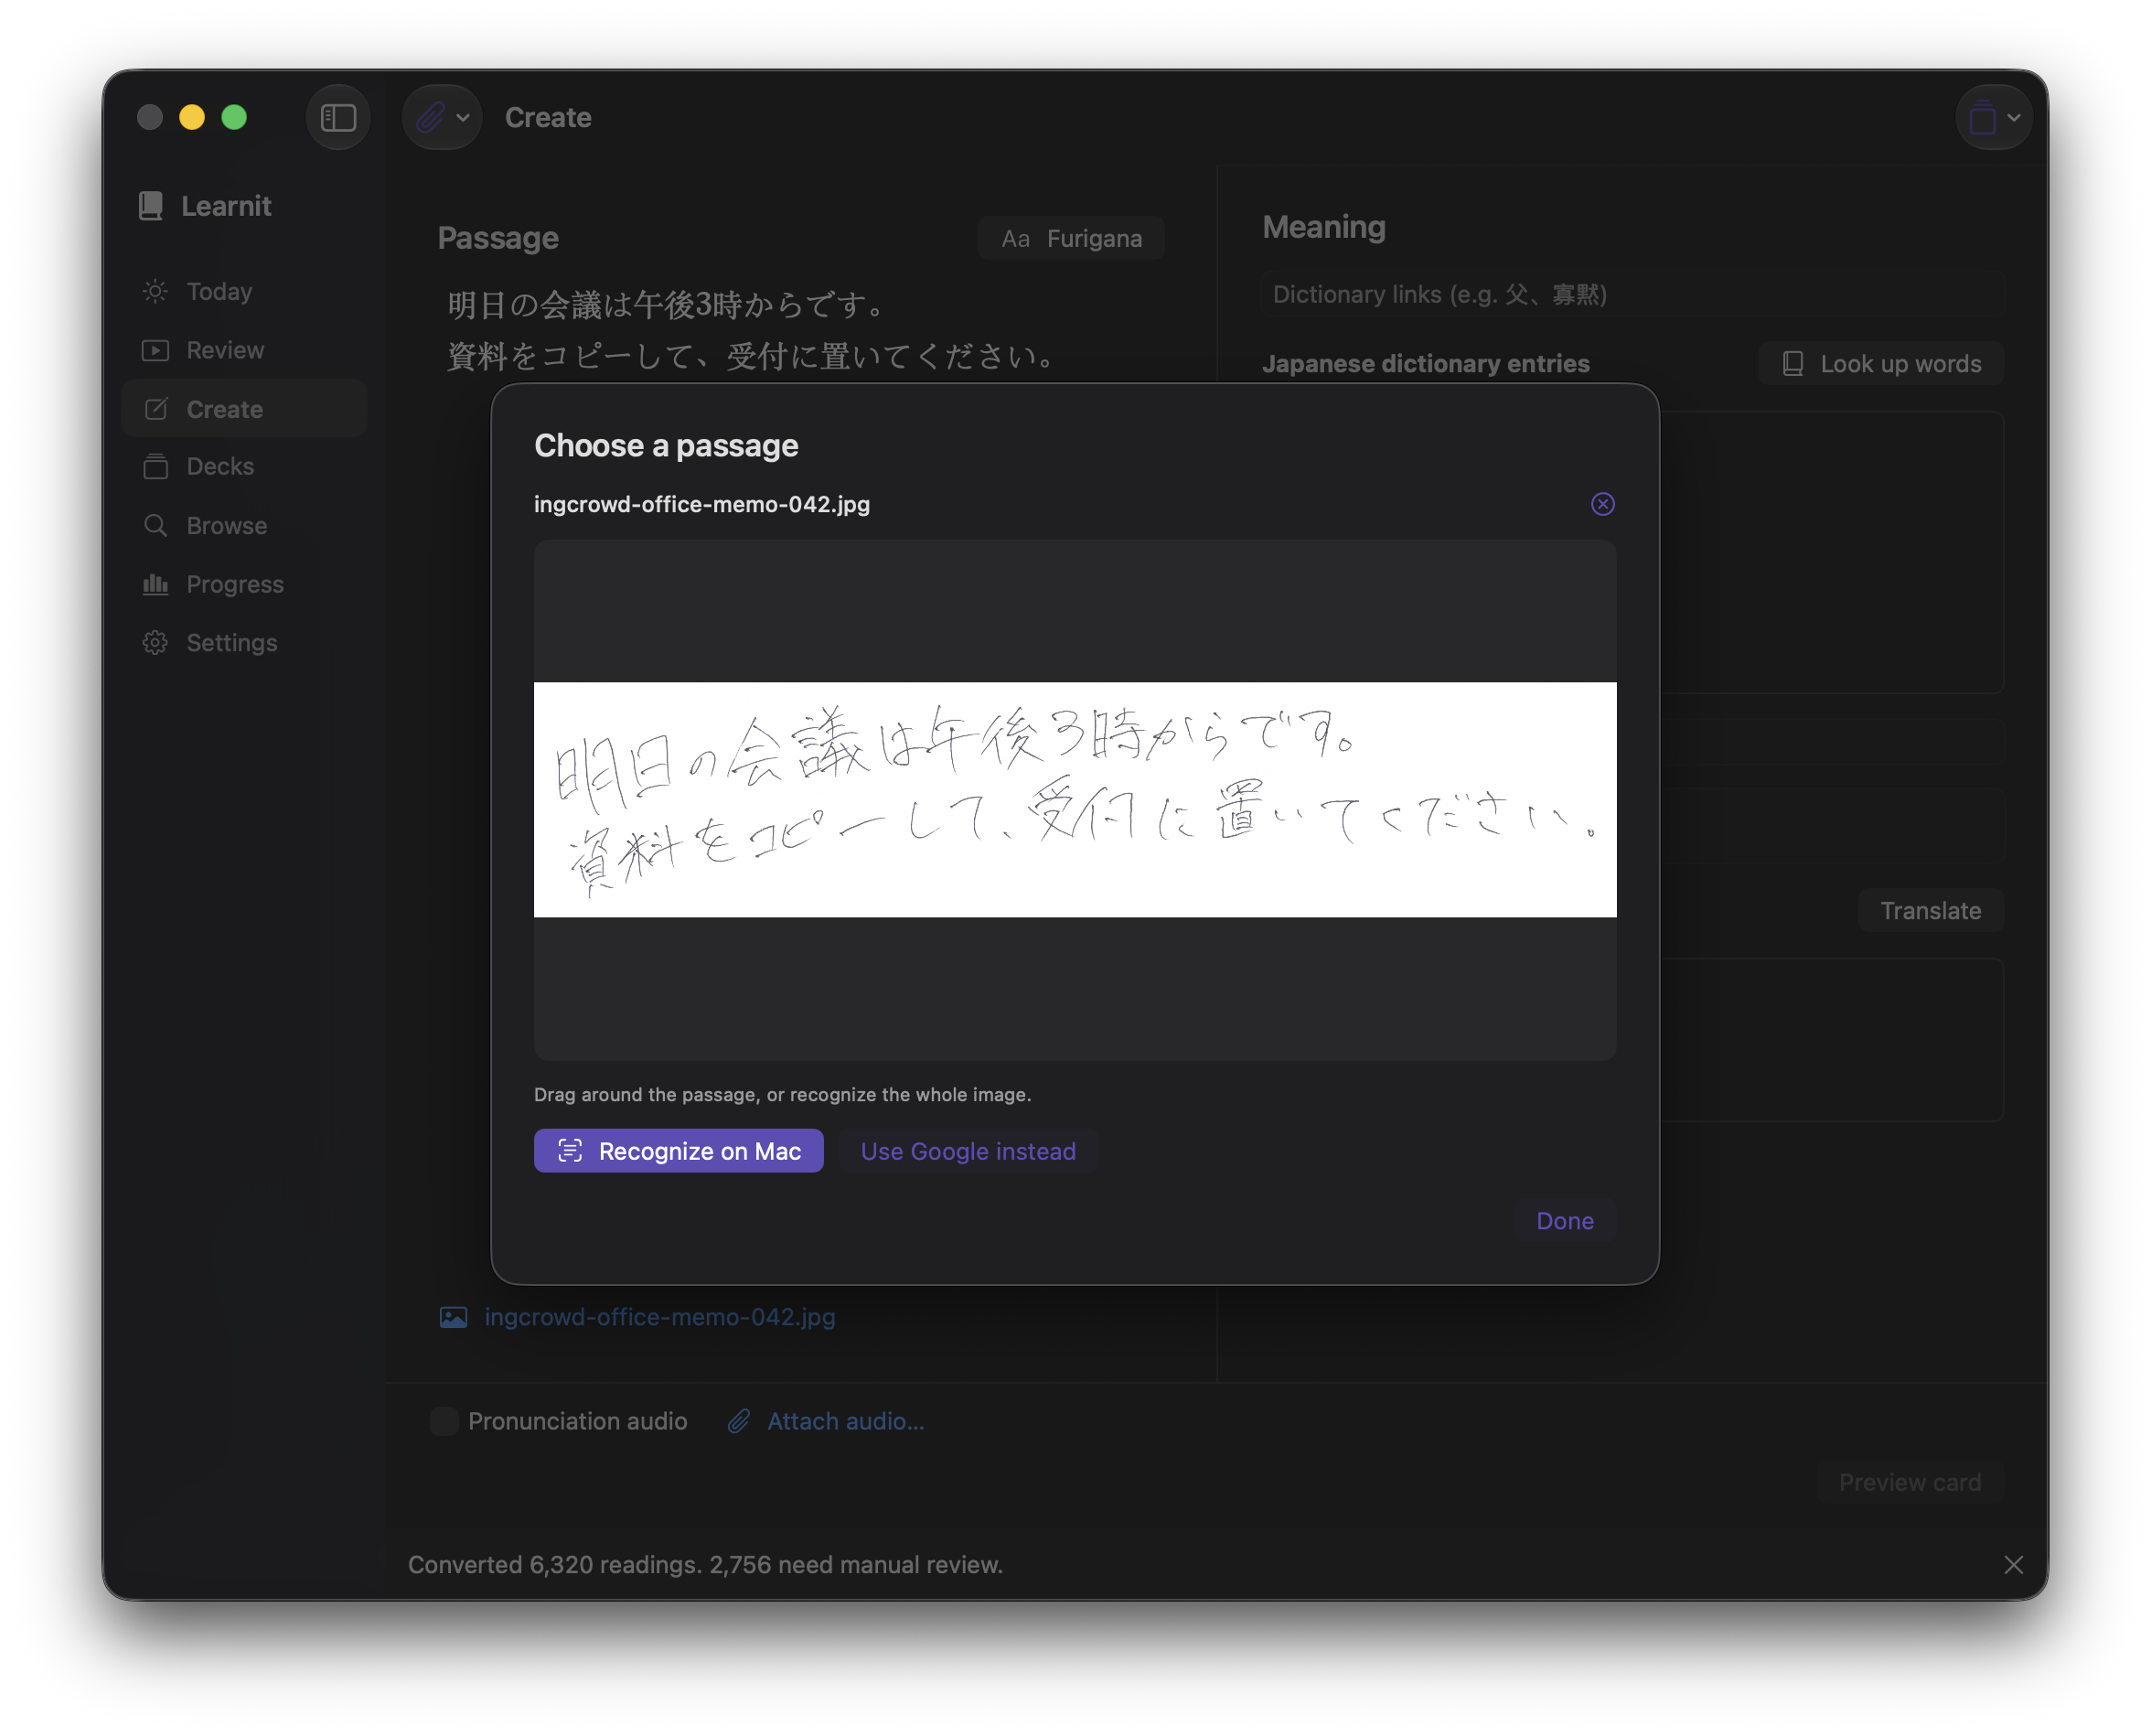 Create
Learnit
Today
Review
Create
Decks
Browse
Progress
Settings
Passage
Aa Furigana
明日の会議は午後3時からです。
資料をコピーして、受付に置いてください。
Meaning
Dictionary links (e.g. 父、寡黙)
Japanese dictionary entries
Look up words
Choose a passage
ingcrowd-office-memo-042.jpg
明日の会議は午後3時からです。
資料をコピーして、受付に置いてください。
Drag around the passage, or recognize the whole image.
Recognize on Mac
Use Google instead
Done
Translate
ingcrowd-office-memo-042.jpg
Pronunciation audio
Attach audio...
Preview card
Converted 6,320 readings. 2,756 need manual review.